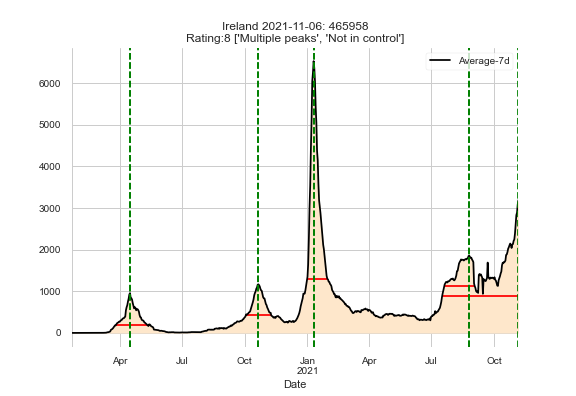 Ireland 2021-11-06: 465958
Rating:8 ['Multiple peaks', 'Not in control']
Average-7d
6000
5000
4000
3000
2000
1000
0
Apr Jul Oct Jan Apr Jul Oct
2021
Date